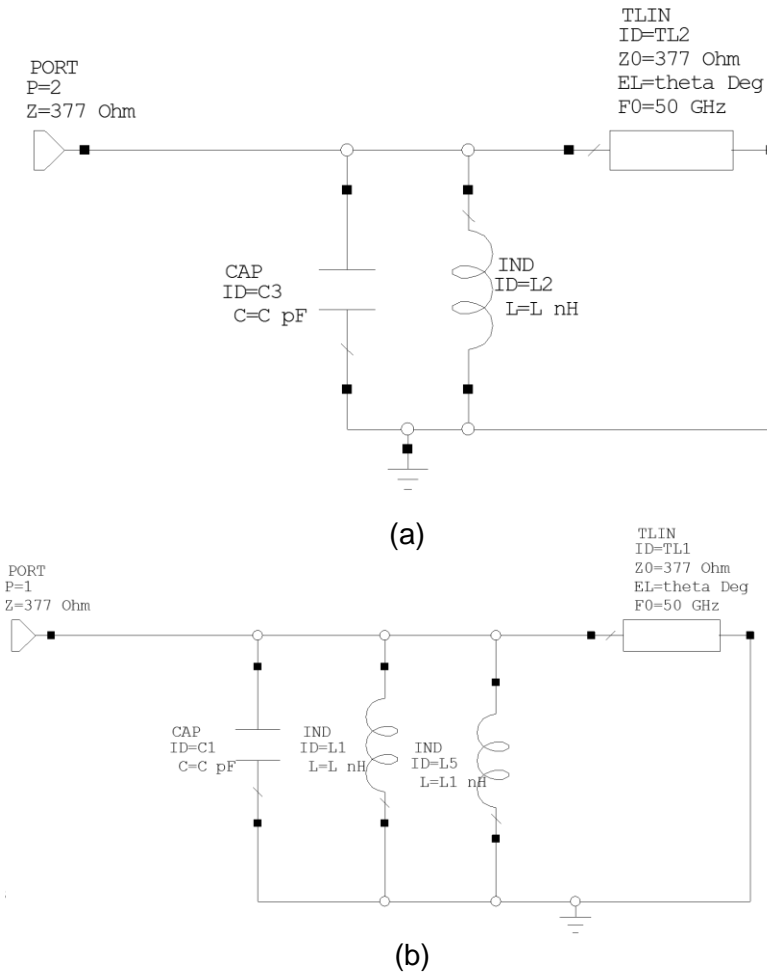 TLIN
ID=TL2
Z0=377 Ohm
EL=theta Deg
F0=50 GHz
PORT
P=2
Z=377 Ohm
CAP
ID=C3
C=C pF
IND
ID=L2
L=L nH
(a)
TLIN
ID=TL1
Z0=377 Ohm
EL=theta Deg
F0=50 GHz
PORT
P=1
Z=377 Ohm
CAP
ID=C1
C=C pF
IND
ID=L1
L=L nH
IND
ID=L5
L=L1 nH
(b)